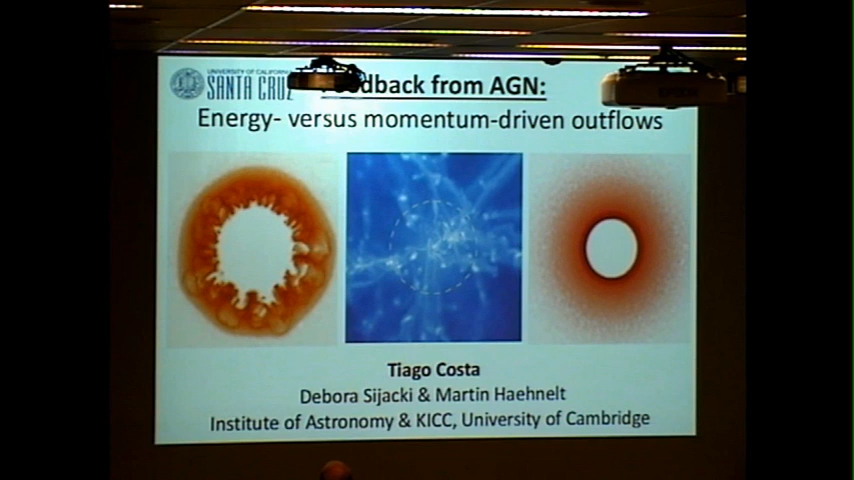 UNIVERSITY OF CALIFORNIA
SANTA CRUZ
from AGN:
Energy- versus momentum-driven outflows
Tiago Costa
Debora Sijacki & Martin Haehnelt
Institute of Astronomy & KICC, University of Cambridge